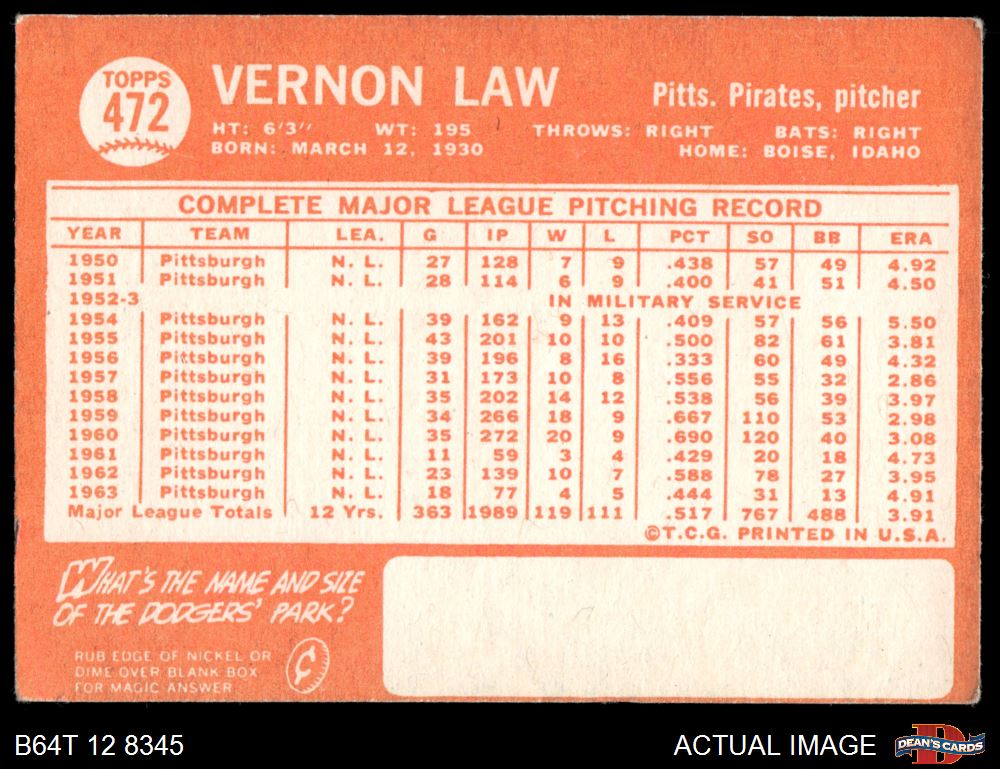 TOPPS
472
VERNON LAW
Pitts. Pirates, pitcher
HT: 6'3" WT: 195 THROWS: RIGHT BATS: RIGHT
BORN: MARCH 12, 1930 HOME: BOISE, IDAHO
COMPLETE MAJOR LEAGUE PITCHING RECORD
YEAR TEAM LEA. G IP W L PCT SO BB ERA
1950 Pittsburgh N. L. 27 128 7 9 .438 57 49 4.92
1951 Pittsburgh N. L. 28 114 6 9 .400 41 51 4.50
1952-3 IN MILITARY SERVICE
1954 Pittsburgh N. L. 39 162 9 13 .409 57 56 5.50
1955 Pittsburgh N. L. 43 201 10 10 .500 82 61 3.81
1956 Pittsburgh N. L. 39 196 8 16 .333 60 49 4.32
1957 Pittsburgh N. L. 31 173 10 8 .556 55 32 2.86
1958 Pittsburgh N. L. 35 202 14 12 .538 56 39 3.97
1959 Pittsburgh N. L. 34 266 18 9 .667 110 53 2.98
1960 Pittsburgh N. L. 35 272 20 9 .690 120 40 3.08
1961 Pittsburgh N. L. 11 59 3 4 .429 20 18 4.73
1962 Pittsburgh N. L. 23 139 10 7 .588 78 27 3.95
1963 Pittsburgh N. L. 18 77 4 5 .444 31 13 4.91
Major League Totals 12 Yrs. 363 1989 119 111 .517 767 488 3.91
©T.C.G. PRINTED IN U.S.A.
WHAT'S THE NAME AND SIZE
OF THE DODGERS' PARK?
RUB EDGE OF NICKEL OR
DIME OVER BLANK BOX
FOR MAGIC ANSWER
¢
B64T 12 8345
ACTUAL IMAGE
D
DEAN'S CARDS